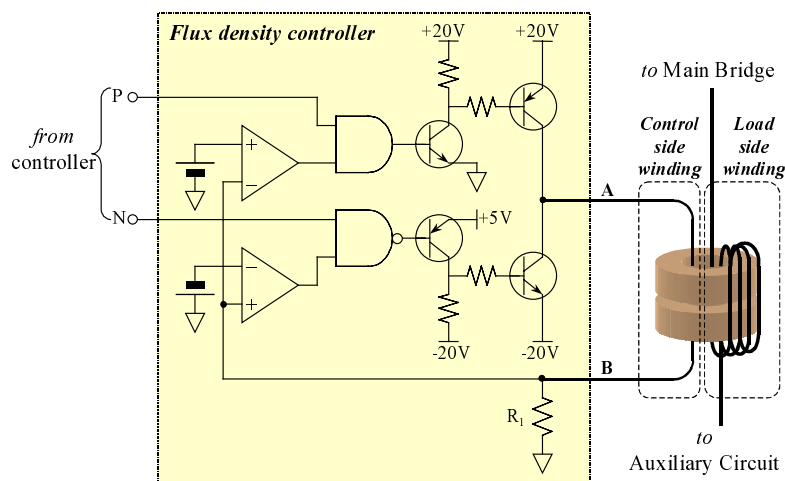 Flux density controller
+20V
+20V
P
from
controller
N
+
−
+5V
−
+
-20V
-20V
A
B
R1
to Main Bridge
Control
side
winding
Load
side
winding
to
Auxiliary Circuit